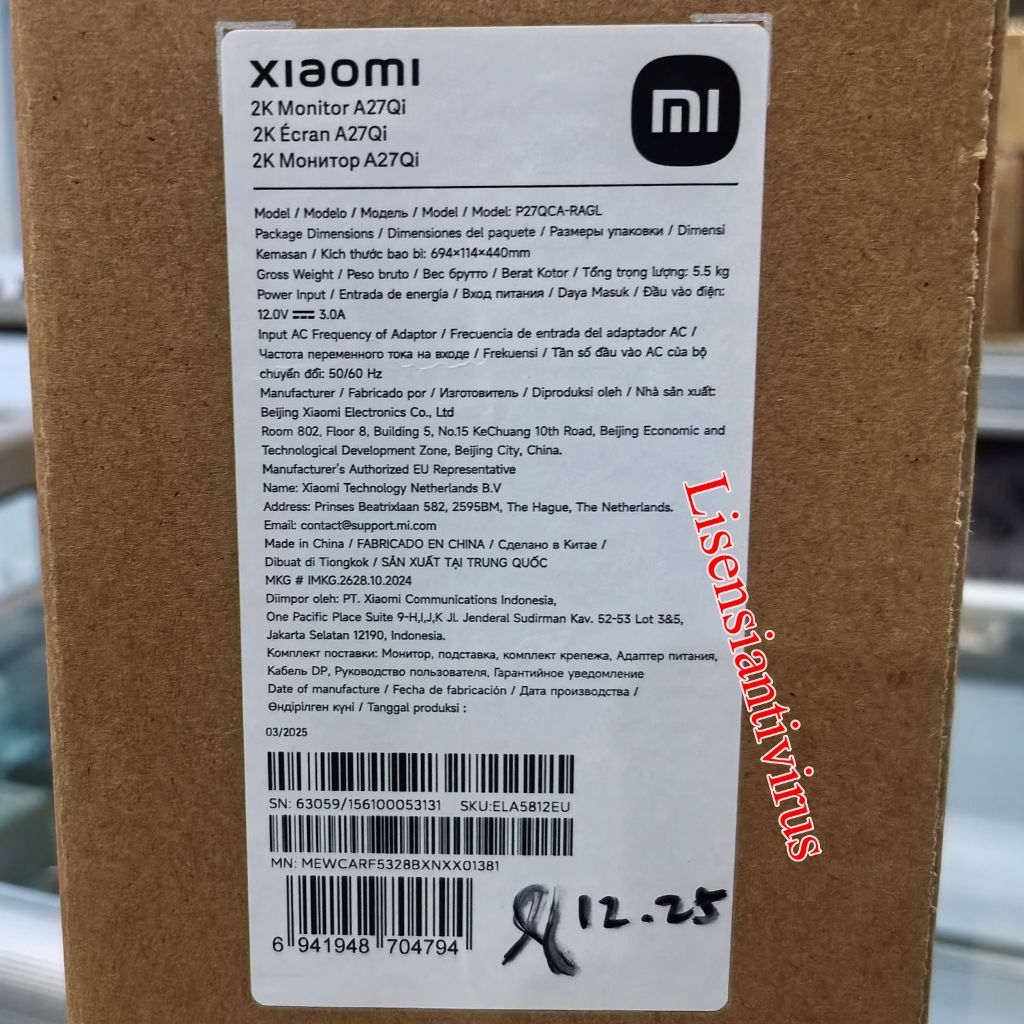 xiaomi
2K Monitor A27Qi
2K Écran A27Qi
2K Монитор A27Qi
mi
Model / Modelo / Модель / Model / Model: P27QCA-RAGL
Package Dimensions / Dimensiones del paquete / Размеры упаковки / Dimensi
Kemasan / Kích thước bao bì: 694×114×440mm
Gross Weight / Peso bruto / Вес брутто / Berat Kotor / Tổng trọng lượng: 5.5 kg
Power Input / Entrada de energía / Вход питания / Daya Masuk / Đầu vào điện:
12.0V 3.0A
Input AC Frequency of Adaptor / Frecuencia de entrada del adaptador AC /
Частота переменного тока на входе / Frekuensi / Tần số đầu vào AC của bộ
chuyển đổi: 50/60 Hz
Manufacturer / Fabricado por / Изготовитель / Diproduksi oleh / Nhà sản xuất:
Beijing Xiaomi Electronics Co., Ltd
Room 802, Floor 8, Building 5, No.15 KeChuang 10th Road, Beijing Economic and
Technological Development Zone, Beijing City, China.
Manufacturer's Authorized EU Representative
Name: Xiaomi Technology Netherlands B.V
Address: Prinses Beatrixlaan 582, 2595BM, The Hague, The Netherlands.
Email: contact@support.mi.com
Made in China / FABRICADO EN CHINA / Сделано в Китае /
Dibuat di Tiongkok / SẢN XUẤT TẠI TRUNG QUỐC
MKG # IMKG.2628.10.2024
Diimpor oleh: PT. Xiaomi Communications Indonesia,
One Pacific Place Suite 9-H,I,J,K Jl. Jenderal Sudirman Kav. 52-53 Lot 3&5,
Jakarta Selatan 12190, Indonesia.
Комплект поставки: Монитор, подставка, комплект крепежа, Адаптер питания,
Кабель DP, Руководство пользователя, Гарантийное уведомление
Date of manufacture / Fecha de fabricación / Дата производства /
Өндірілген күні / Tanggal produksi :
03/2025
SN: 63059/156100053131 SKU:ELA5812EU
MN: MEWCARF5328BXNXX01381
6 941948 704794
12.25
Lisensiantivirus